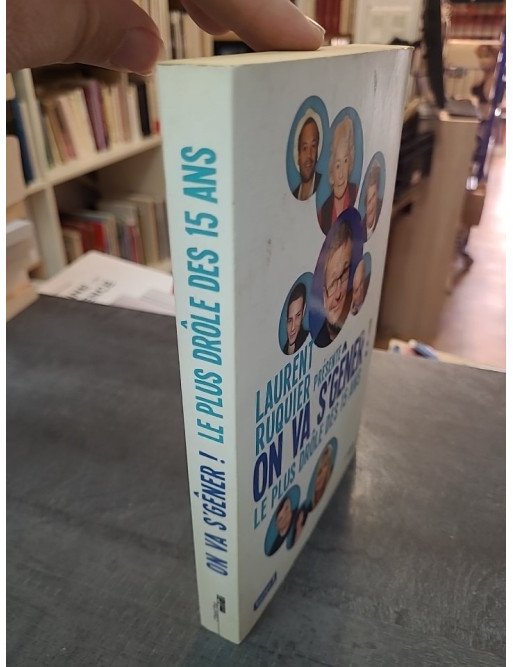 ON VA S'GÊNER ! LE PLUS DRÔLE DES 15 ANS
LAURENT
RUQUIER PRÉSENTE
ON VA S'GÊNER !
LE PLUS DRÔLE DES 15 ANS